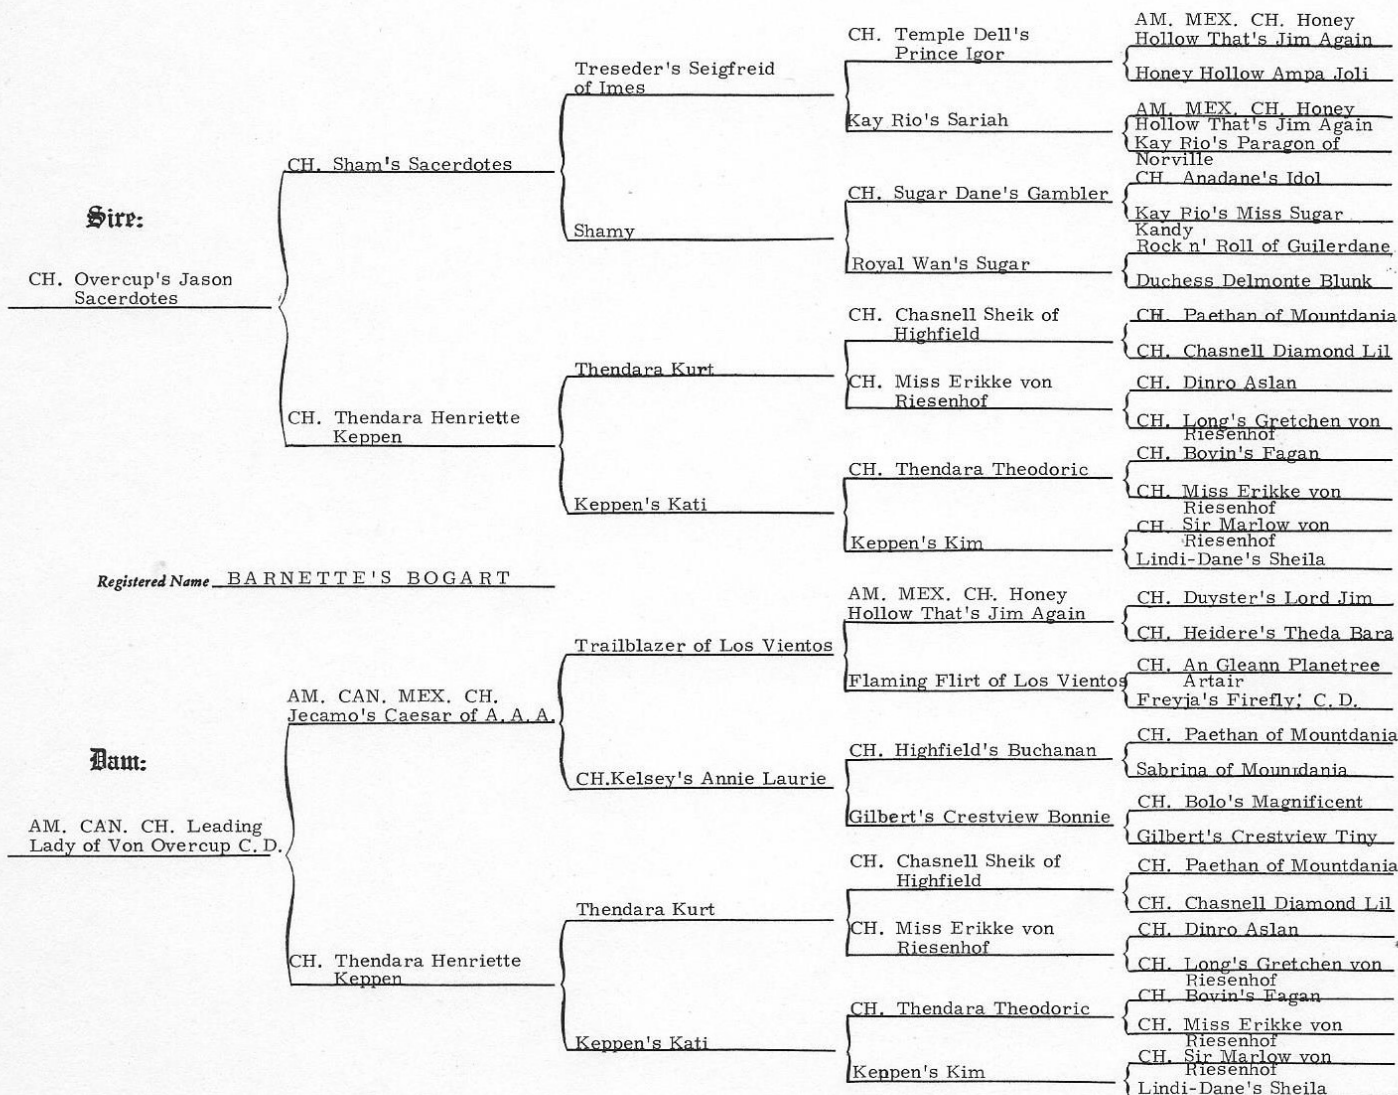 Sire:
CH. Overcup's Jason
Sacerdotes
CH. Sham's Sacerdotes
CH. Thendara Henriette
Keppen
Treseder's Seigfreid
of Imes
Shamy
Thendara Kurt
Keppen's Kati
CH. Temple Dell's
Prince Igor
Kay Rio's Sariah
CH. Sugar Dane's Gambler
Royal Wan's Sugar
CH. Chasnell Sheik of
Highfield
CH. Miss Erikke von
Riesenhof
CH. Thendara Theodoric
Keppen's Kim
AM. MEX. CH. Honey
Hollow That's Jim Again
Honey Hollow Ampa Joli
AM. MEX. CH. Honey
Hollow That's Jim Again
Kay Rio's Paragon of
Norville
CH. Anadane's Idol
Kay Rio's Miss Sugar
Kandy
Rock n' Roll of Guilerdane
Duchess Delmonte Blunk
CH. Paethan of Mountdania
CH. Chasnell Diamond Lil
CH. Dinro Aslan
CH. Long's Gretchen von
Riesenhof
CH. Bovin's Fagan
CH. Miss Erikke von
Riesenhof
CH. Sir Marlow von
Riesenhof
Lindi-Dane's Sheila
Registered Name BARNETTE'S BOGART
Dam:
AM. CAN. CH. Leading
Lady of Von Overcup C.D.
AM. CAN. MEX. CH.
Jecamo's Caesar of A.A.A.
CH. Thendara Henriette
Keppen
Trailblazer of Los Vientos
CH.Kelsey's Annie Laurie
Thendara Kurt
Keppen's Kati
AM. MEX. CH. Honey
Hollow That's Jim Again
Flaming Flirt of Los Vientos
CH. Highfield's Buchanan
Gilbert's Crestview Bonnie
CH. Chasnell Sheik of
Highfield
CH. Miss Erikke von
Riesenhof
CH. Thendara Theodoric
Keppen's Kim
CH. Duyster's Lord Jim
CH. Heidere's Theda Bara
CH. An Gleann Planetree
Artair
Freyja's Firefly, C.D.
CH. Paethan of Mountdania
Sabrina of Mounrdania
CH. Bolo's Magnificent
Gilbert's Crestview Tiny
CH. Paethan of Mountdania
CH. Chasnell Diamond Lil
CH. Dinro Aslan
CH. Long's Gretchen von
Riesenhof
CH. Bovin's Fagan
CH. Miss Erikke von
Riesenhof
CH. Sir Marlow von
Riesenhof
Lindi-Dane's Sheila